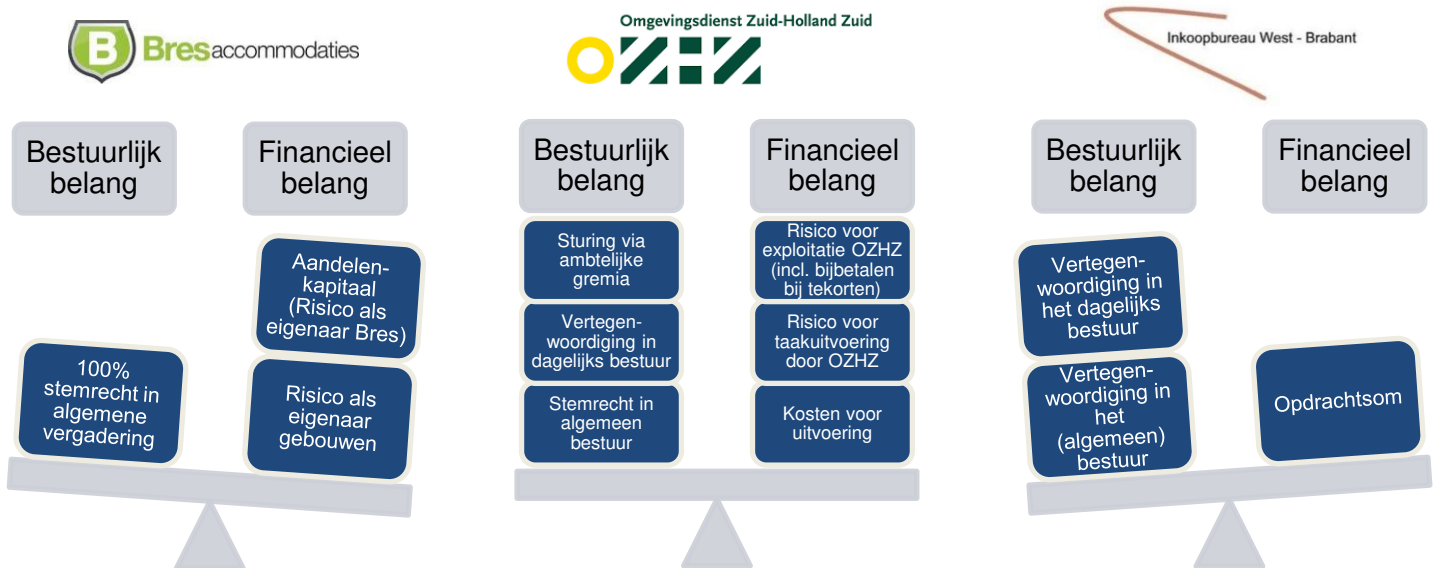 B Bresaccommodaties
Bestuurlijk
belang
Financieel
belang
Aandelen-
kapitaal
(Risico als
eigenaar Bres)
100%
stemrecht in
algemene
vergadering
Risico als
eigenaar
gebouwen
Omgevingsdienst Zuid-Holland Zuid
OZHZ
Bestuurlijk
belang
Financieel
belang
Sturing via
ambtelijke
gremia
Risico voor
exploitatie OZHZ
(incl. bijbetalen
bij tekorten)
Vertegen-
woordiging in
dagelijks bestuur
Risico voor
taakuitvoering
door OZHZ
Stemrecht in
algemeen
bestuur
Kosten voor
uitvoering
Inkoopbureau West - Brabant
Bestuurlijk
belang
Financieel
belang
Vertegen-
woordiging in
het dagelijks
bestuur
Vertegen-
woordiging in
het
(algemeen)
bestuur
Opdrachtsom